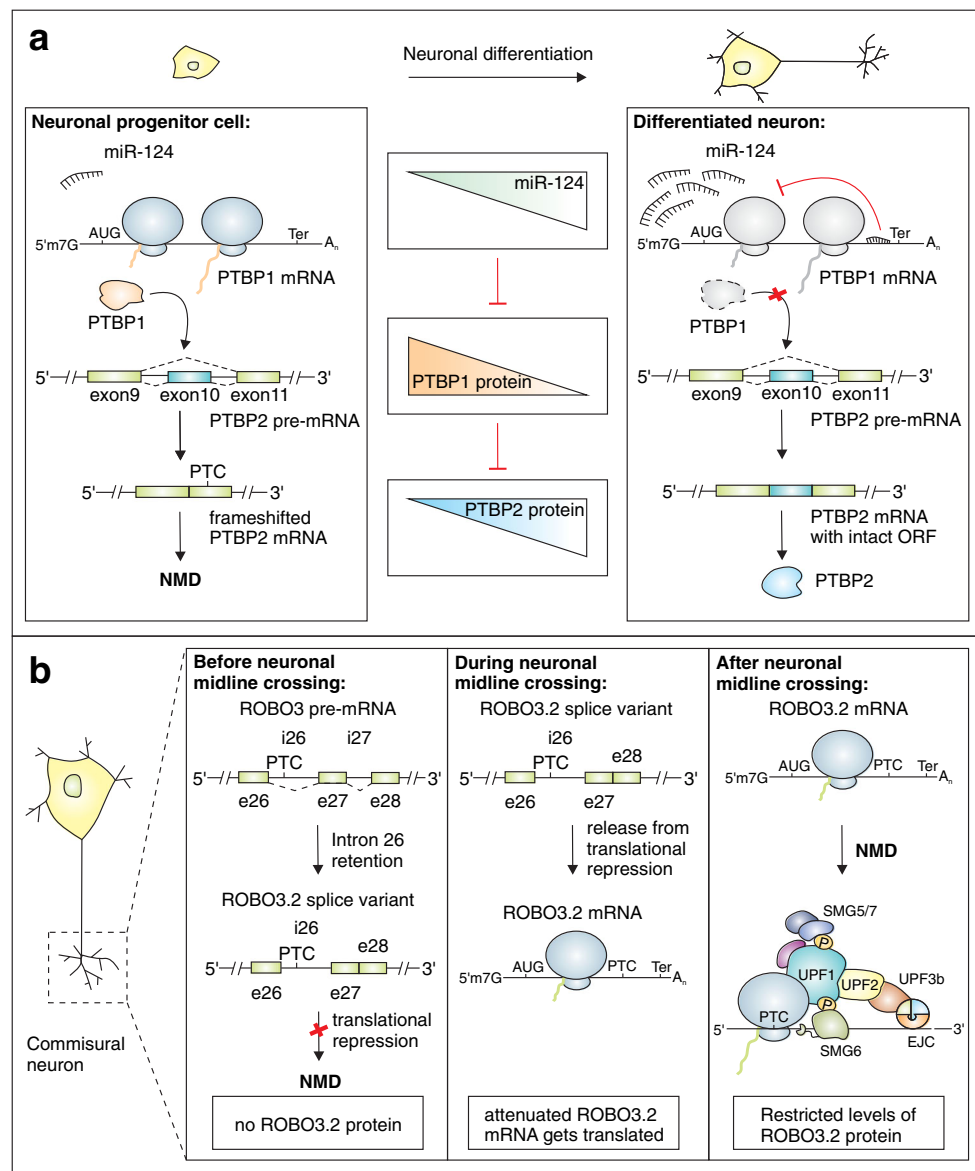 a
Neuronal differentiation
Neuronal progenitor cell:
miR-124
AUG
Ter
5'm7G
An
PTBP1 mRNA
PTBP1
5'
3'
exon9
exon10
exon11
PTBP2 pre-mRNA
PTC
5'
3'
frameshifted
PTBP2 mRNA
NMD
miR-124
PTBP1 protein
PTBP2 protein
Differentiated neuron:
miR-124
AUG
Ter
5'm7G
An
PTBP1 mRNA
PTBP1
5'
3'
exon9
exon10
exon11
PTBP2 pre-mRNA
5'
3'
PTBP2 mRNA
with intact ORF
PTBP2
b
Commisural
neuron
Before neuronal
midline crossing:
ROBO3 pre-mRNA
i26
i27
PTC
5'
3'
e26
e27
e28
Intron 26
retention
ROBO3.2 splice variant
i26
PTC
e28
5'
3'
e26
e27
translational
repression
NMD
no ROBO3.2 protein
During neuronal
midline crossing:
ROBO3.2 splice variant
i26
PTC
e28
5'
3'
e26
e27
release from
translational
repression
ROBO3.2 mRNA
AUG
PTC
Ter
5'm7G
An
attenuated ROBO3.2
mRNA gets translated
After neuronal
midline crossing:
ROBO3.2 mRNA
AUG
PTC
Ter
5'm7G
An
NMD
SMG5/7
P
UPF1
UPF2
UPF3b
P
PTC
5'
3'
SMG6
EJC
Restricted levels of
ROBO3.2 protein